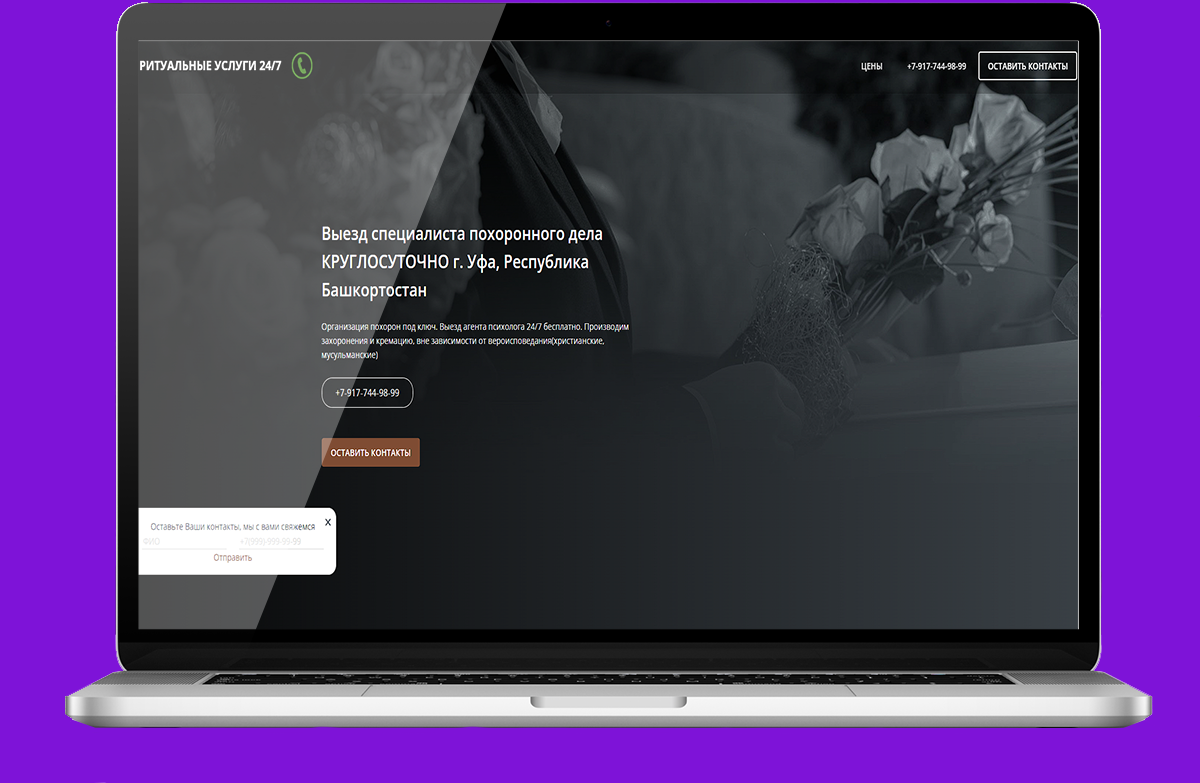 РИТУАЛЬНЫЕ УСЛУГИ 24/7
ЦЕНЫ
+7-917-744-98-99
ОСТАВИТЬ КОНТАКТЫ
Выезд специалиста похоронного дела
КРУГЛОСУТОЧНО г. Уфа, Республика
Башкортостан
Организация похорон под ключ. Выезд агента психолога 24/7 бесплатно. Производим
захоронения и кремацию, вне зависимости от вероисповедания(христианские,
мусульманские)
+7-917-744-98-99
ОСТАВИТЬ КОНТАКТЫ
X
Оставьте Ваши контакты, мы с вами свяжемся
ФИО
+7(999)-999-99-99
Отправить